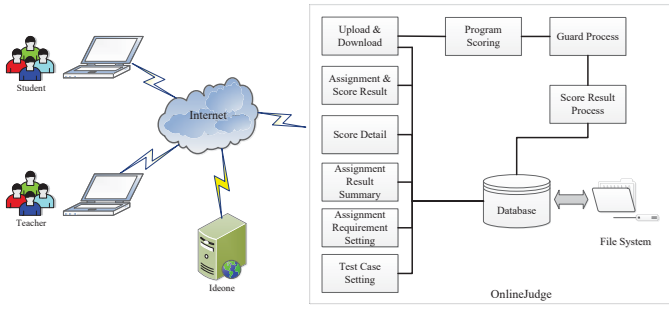 Student
Teacher
Internet
Ideone
Upload &
Download
Program
Scoring
Guard Process
Assignment &
Score Result
Score Result
Process
Score Detail
Assignment
Result
Summary
Assignment
Requirement
Setting
Test Case
Setting
Database
File System
OnlineJudge